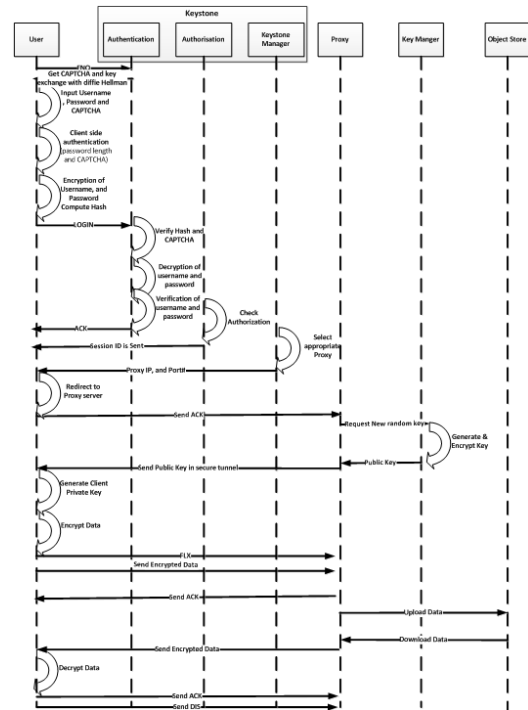 Keystone
User
Authentication
Authorisation
Keystone
Manager
Proxy
Key Manger
Object Store
ENQ
Get CAPTCHA and key
exchange with diffie Hellman
Input Username
, Password and
CAPTCHA
Client side
authentication
(password length
and CAPTCHA)
Encryption of
Username, and
Password
Compute Hash
LOGIN
Verify Hash and
CAPTCHA
Decryption of
username and
password
Verification of
username and
password
Check
Authorization
ACK
Session ID is Sent
Select
appropriate
Proxy
Proxy IP, and Port#
Redirect to
Proxy server
Send ACK
Request New random key
Generate &
Encrypt Key
Public Key
Send Public Key in secure tunnel
Generate Client
Private Key
Encrypt Data
FLX
Send Encrypted Data
Send ACK
Upload Data
Download Data
Send Encrypted Data
Decrypt Data
Send ACK
Send DIS